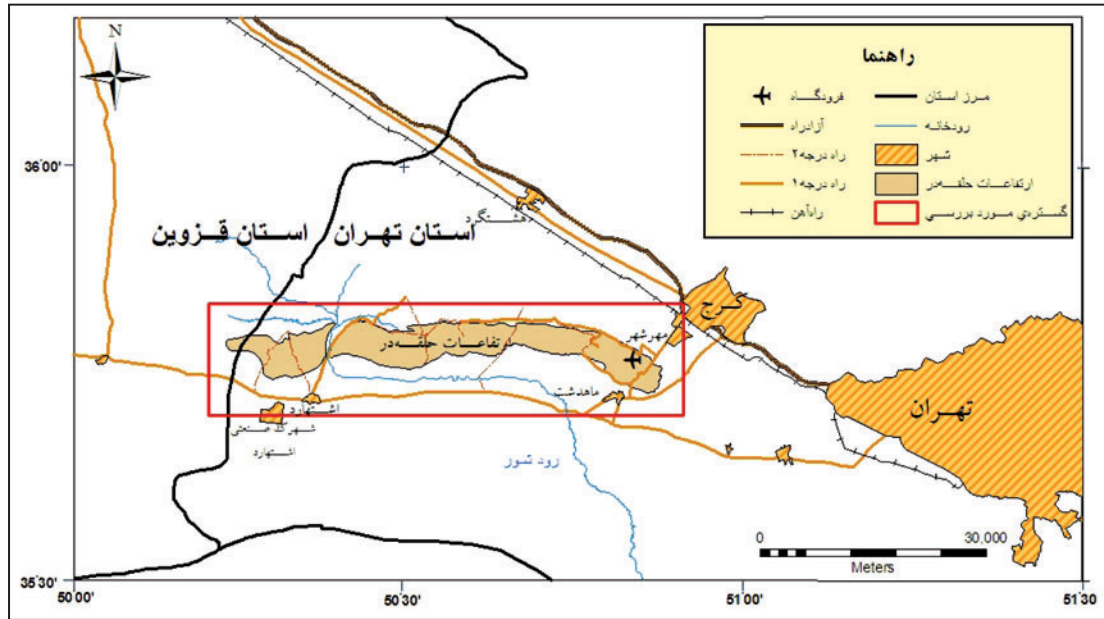 N
راهنما
مرز استان
فرودگاه
رودخانه
آزادراه
شهر
راه درجه۲
ارتفاعات حلقه‌در
راه درجه۱
گستره‌ي مورد بررسي
راه‌آهن
36°00'
35°30'
50°00'
50°30'
51°00'
51°30'
هشتگرد
استان تهران
استان قزوین
کرج
مهرشهر
ارتفاعات حلقه‌در
ماهدشت
اشتهارد
شهرک صنعتی
اشتهارد
رود شور
تهران
0
30,000
Meters